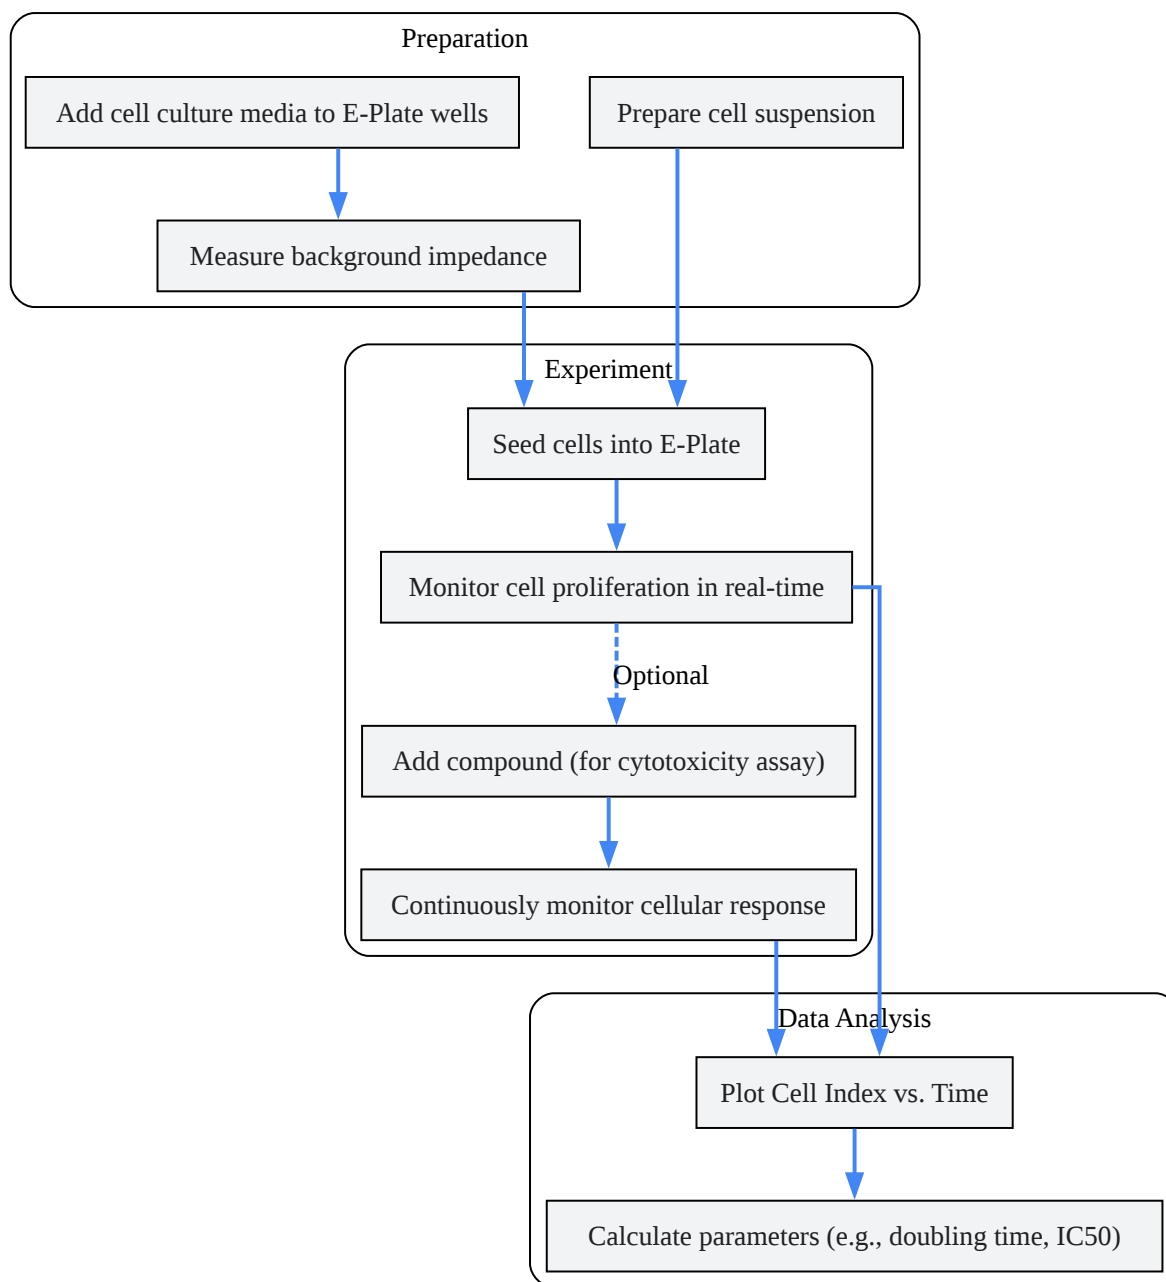 Preparation
Add cell culture media to E-Plate wells
Prepare cell suspension
Measure background impedance
Experiment
Seed cells into E-Plate
Monitor cell proliferation in real-time
Optional
Add compound (for cytotoxicity assay)
Continuously monitor cellular response
Data Analysis
Plot Cell Index vs. Time
Calculate parameters (e.g., doubling time, IC50)